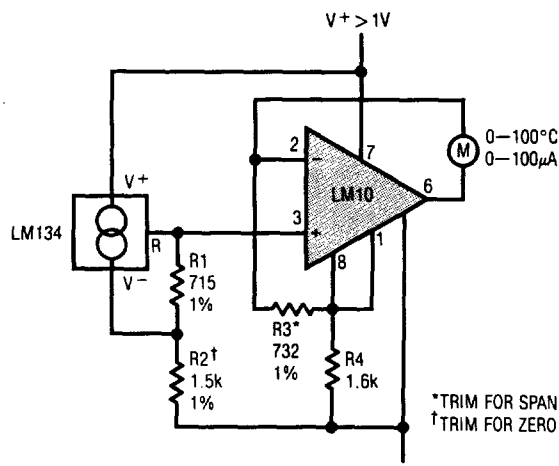 V+ > 1V
0–100°C
0–100µA
M
2
7
–
LM10
6
V+
LM134
R
3
+
V–
8
1
R1
715
1%
R3*
732
1%
R4
1.6k
R2†
1.5k
1%
*TRIM FOR SPAN
†TRIM FOR ZERO